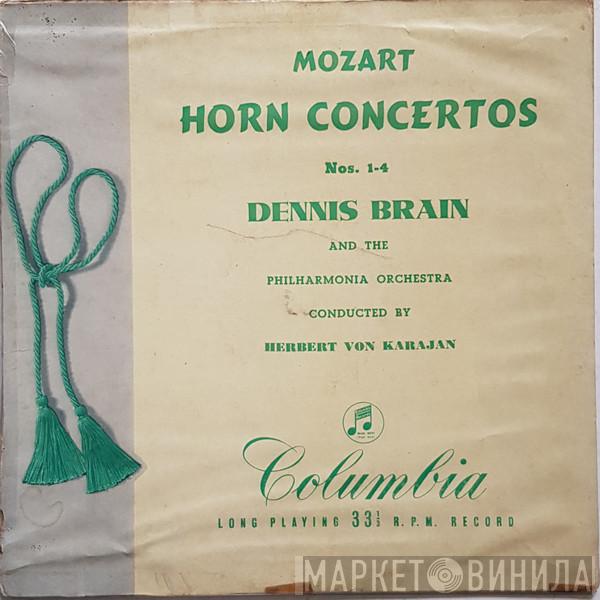 MOZART
HORN CONCERTOS
Nos. 1-4
DENNIS BRAIN
AND THE
PHILHARMONIA ORCHESTRA
CONDUCTED BY
HERBERT VON KARAJAN
Columbia
LONG PLAYING 33⅓ R.P.M. RECORD
МАРКЕТ ВИНИЛА